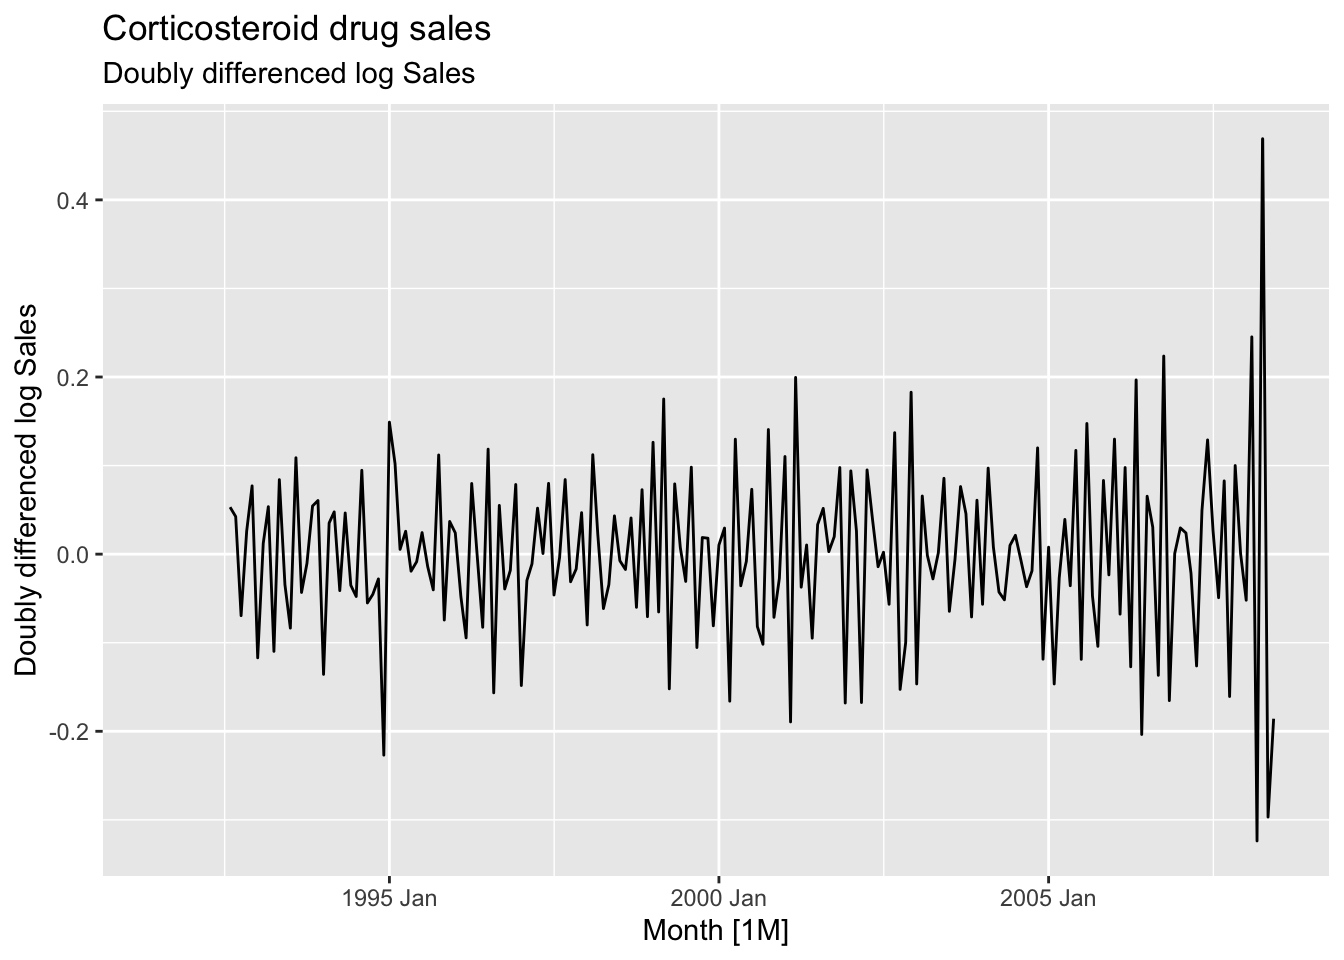 Corticosteroid drug sales
Doubly differenced log Sales
Doubly differenced log Sales
0.4
0.2
0.0
-0.2
1995 Jan
2000 Jan
2005 Jan
Month [1M]